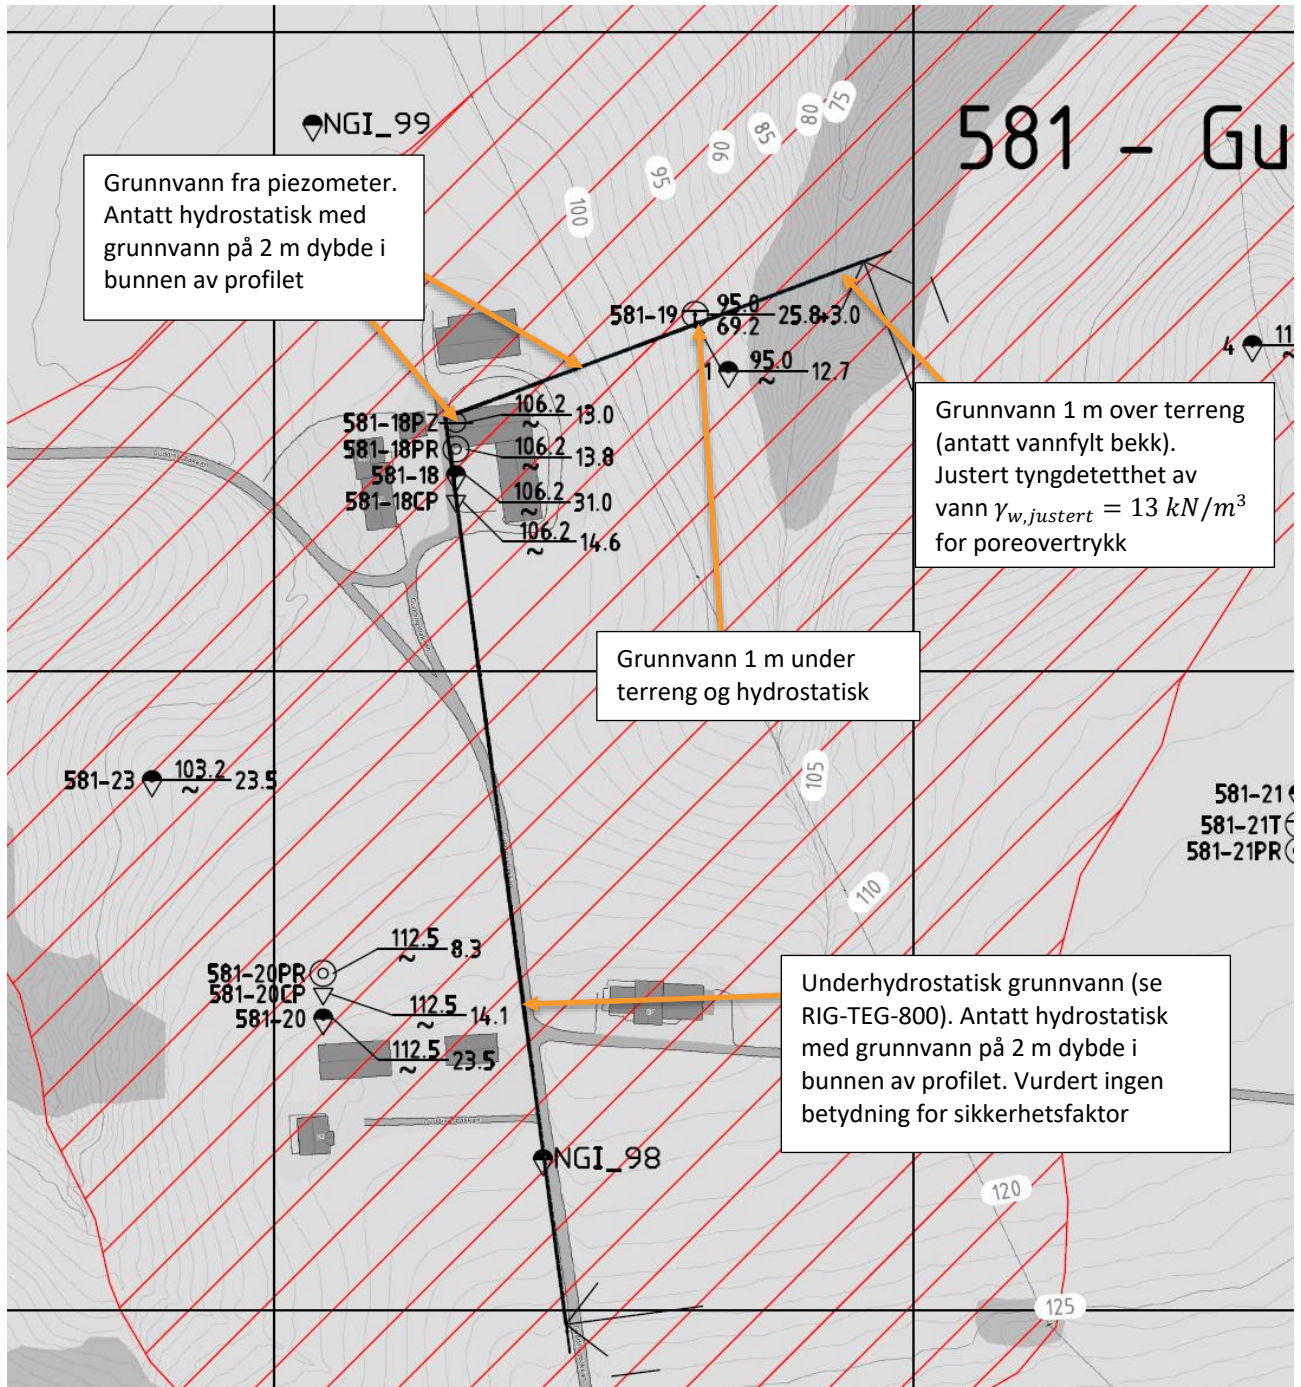 NGI_99
581 - Gu
75
80
85
90
95
100
Grunnvann fra piezometer.
Antatt hydrostatisk med
grunnvann på 2 m dybde i
bunnen av profilet
581-19
95.0
69.2
25.8+3.0
1
95.0
~
12.7
4
11
~
581-18PZ
106.2
~
13.0
581-18PR
106.2
~
13.8
581-18
106.2
~
31.0
581-18CP
106.2
~
14.6
Grunnvann 1 m over terreng
(antatt vannfylt bekk).
Justert tyngdetetthet av
vann γw,justert = 13 kN/m³
for poreovertrykk
Grunnvann 1 m under
terreng og hydrostatisk
581-23
103.2
~
23.5
105
581-21
581-21T
581-21PR
110
581-20PR
112.5
~
8.3
581-20CP
112.5
~
14.1
581-20
112.5
~
23.5
Underhydrostatisk grunnvann (se
RIG-TEG-800). Antatt hydrostatisk
med grunnvann på 2 m dybde i
bunnen av profilet. Vurdert ingen
betydning for sikkerhetsfaktor
NGI_98
120
125